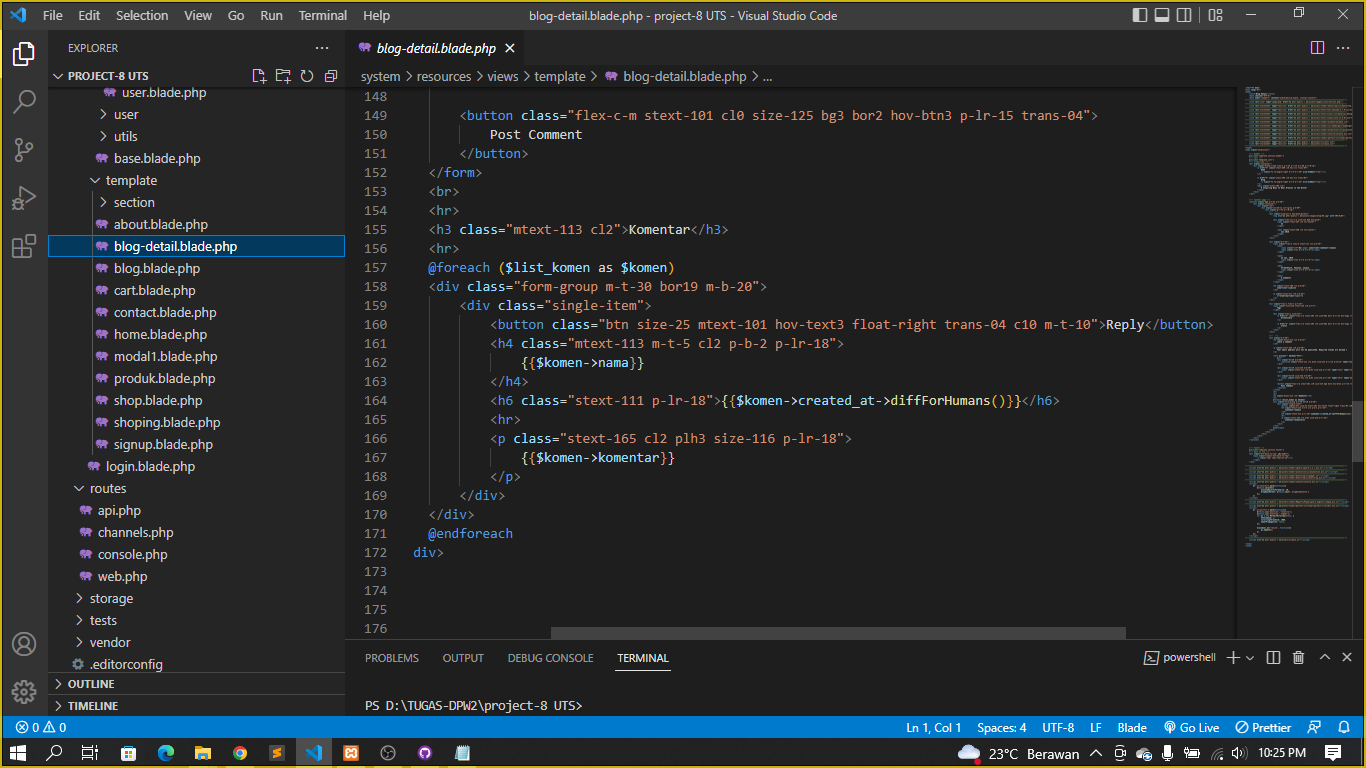 File Edit Selection View Go Run Terminal Help blog-detail.blade.php - project-8 UTS - Visual Studio Code
EXPLORER
PROJECT-8 UTS
user.blade.php
user
utils
base.blade.php
template
section
about.blade.php
blog-detail.blade.php
blog.blade.php
cart.blade.php
contact.blade.php
home.blade.php
modal1.blade.php
produk.blade.php
shop.blade.php
shoping.blade.php
signup.blade.php
login.blade.php
routes
api.php
channels.php
console.php
web.php
storage
tests
vendor
.editorconfig
OUTLINE
TIMELINE
blog-detail.blade.php
system > resources > views > template > blog-detail.blade.php > ...
148
149 <button class="flex-c-m stext-101 cl0 size-125 bg3 bor2 hov-btn3 p-lr-15 trans-04">
150 Post Comment
151 </button>
152 </form>
153 <br>
154 <hr>
155 <h3 class="mtext-113 cl2">Komentar</h3>
156 <hr>
157 @foreach ($list_komen as $komen)
158 <div class="form-group m-t-30 bor19 m-b-20">
159 <div class="single-item">
160 <button class="btn size-25 mtext-101 hov-text3 float-right trans-04 c10 m-t-10">Reply</button>
161 <h4 class="mtext-113 m-t-5 cl2 p-b-2 p-lr-18">
162 {{$komen->nama}}
163 </h4>
164 <h6 class="stext-111 p-lr-18">{{$komen->created_at->diffForHumans()}}</h6>
165 <hr>
166 <p class="stext-165 cl2 plh3 size-116 p-lr-18">
167 {{$komen->komentar}}
168 </p>
169 </div>
170 </div>
171 @endforeach
172 div>
173
174
175
176
PROBLEMS OUTPUT DEBUG CONSOLE TERMINAL powershell
PS D:\TUGAS-DPW2\project-8 UTS>
0 0 Ln 1, Col 1 Spaces: 4 UTF-8 LF Blade Go Live Prettier
23°C Berawan 10:25 PM